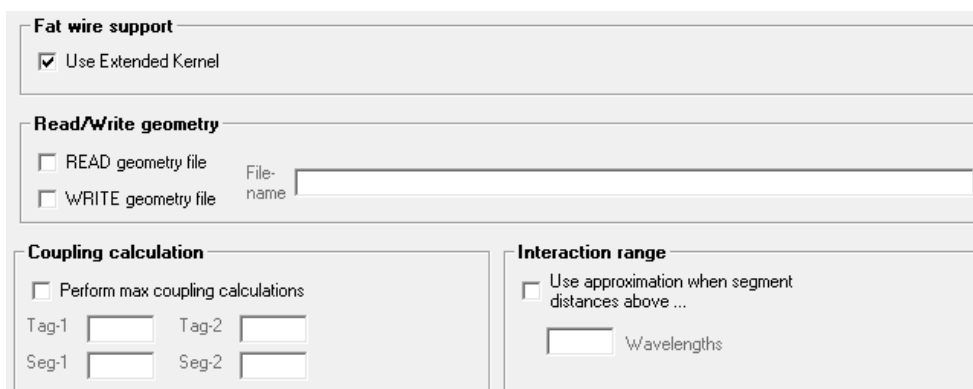 Fat wire support
Use Extended Kernel
Read/Write geometry
READ geometry file
WRITE geometry file
File-
name
Coupling calculation
Perform max coupling calculations
Tag-1 Tag-2
Seg-1 Seg-2
Interaction range
Use approximation when segment
distances above ...
Wavelengths